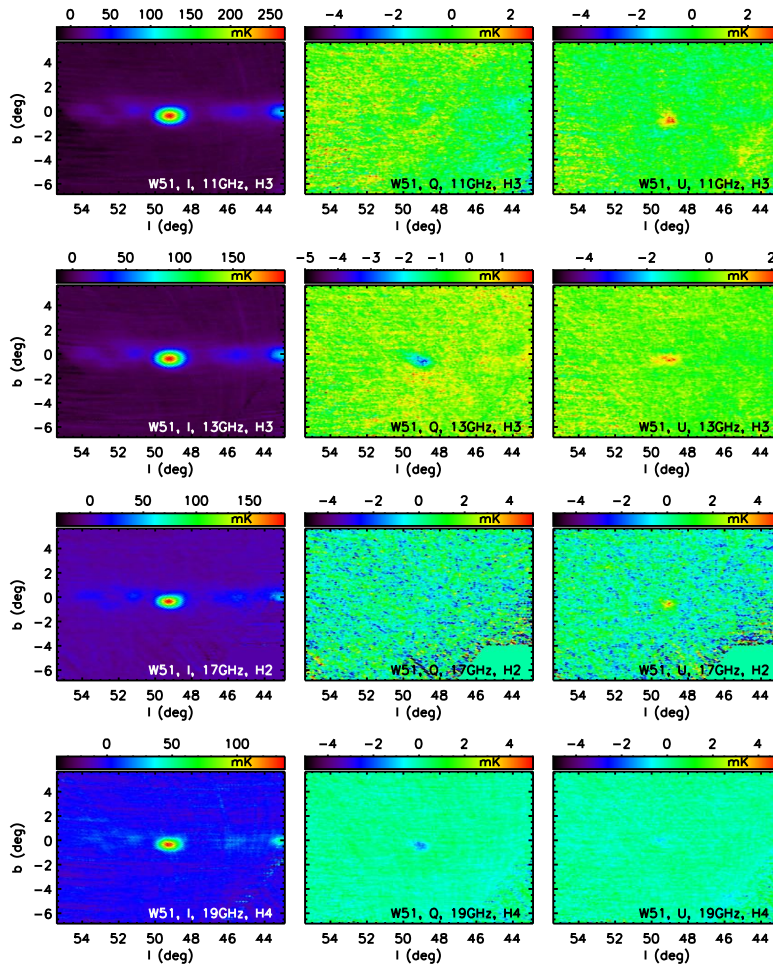 0 50 100 150 200 250
mK
−4 −2 0 2
mK
−4 −2 0 2
mK
b (deg)
4
2
0
−2
−4
−6
W51, I, 11GHz, H3
W51, Q, 11GHz, H3
W51, U, 11GHz, H3
54 52 50 48 46 44
54 52 50 48 46 44
54 52 50 48 46 44
l (deg)
l (deg)
l (deg)
0 50 100 150
mK
−5 −4 −3 −2 −1 0 1
mK
−4 −2 0 2
mK
b (deg)
4
2
0
−2
−4
−6
W51, I, 13GHz, H3
W51, Q, 13GHz, H3
W51, U, 13GHz, H3
54 52 50 48 46 44
54 52 50 48 46 44
54 52 50 48 46 44
l (deg)
l (deg)
l (deg)
0 50 100 150
mK
−4 −2 0 2 4
mK
−4 −2 0 2 4
mK
b (deg)
4
2
0
−2
−4
−6
W51, I, 17GHz, H2
W51, Q, 17GHz, H2
W51, U, 17GHz, H2
54 52 50 48 46 44
54 52 50 48 46 44
54 52 50 48 46 44
l (deg)
l (deg)
l (deg)
0 50 100
mK
−4 −2 0 2 4
mK
−4 −2 0 2 4
mK
b (deg)
4
2
0
−2
−4
−6
W51, I, 19GHz, H4
W51, Q, 19GHz, H4
W51, U, 19GHz, H4
54 52 50 48 46 44
54 52 50 48 46 44
54 52 50 48 46 44
l (deg)
l (deg)
l (deg)